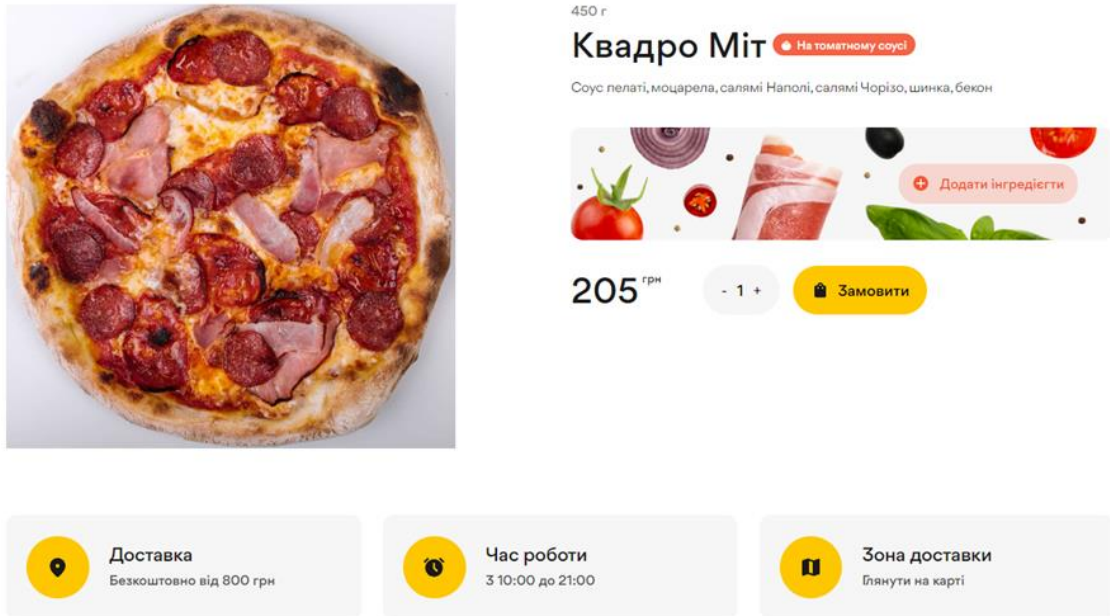 450 г
Квадро Міт На томатному соусі
Соус пелаті, моцарела, салямі Наполі, салямі Чорізо, шинка, бекон
Додати інгредієгти
205 грн - 1 + Замовити
Доставка
Безкоштовно від 800 грн
Час роботи
З 10:00 до 21:00
Зона доставки
Глянути на карті